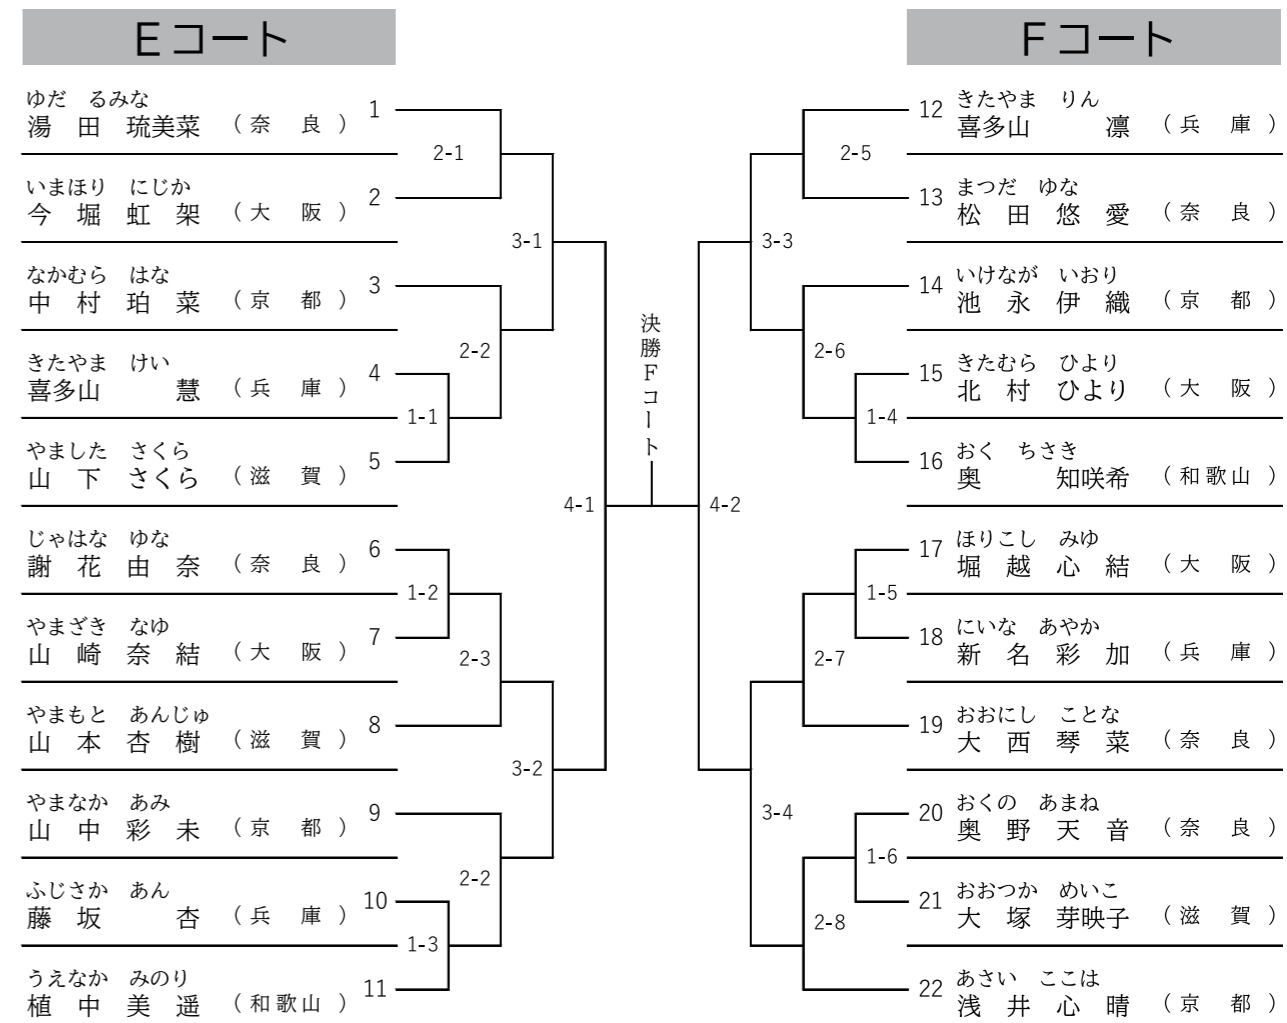 Eコート
ゆだ るみな
湯田 琉美菜 (奈良) 1
2-1
いまほり にじか
今堀 虹架 (大阪) 2
3-1
なかむら はな
中村 珀菜 (京都) 3
2-2
きたやま けい
喜多山 慧 (兵庫) 4
1-1
やました さくら
山下 さくら (滋賀) 5
4-1
じゃはな ゆな
謝花 由奈 (奈良) 6
1-2
やまざき なゆ
山崎 奈結 (大阪) 7
2-3
やまもと あんじゅ
山本 杏樹 (滋賀) 8
3-2
やまなか あみ
山中 彩未 (京都) 9
2-2
ふじさか あん
藤坂 杏 (兵庫) 10
1-3
うえなか みのり
植中 美遥 (和歌山) 11
決勝Fコート
Fコート
きたやま りん
12 喜多山 凛 (兵庫)
2-5
まつだ ゆな
13 松田 悠愛 (奈良)
3-3
いけなが いおり
14 池永 伊織 (京都)
2-6
きたむら ひより
15 北村 ひより (大阪)
1-4
おく ちさき
16 奥 知咲希 (和歌山)
4-2
ほりこし みゆ
17 堀越 心結 (大阪)
1-5
にいな あやか
18 新名 彩加 (兵庫)
2-7
おおにし ことな
19 大西 琴菜 (奈良)
3-4
おくの あまね
20 奥野 天音 (奈良)
1-6
おおつか めいこ
21 大塚 芽映子 (滋賀)
2-8
あさい ここは
22 浅井 心晴 (京都)